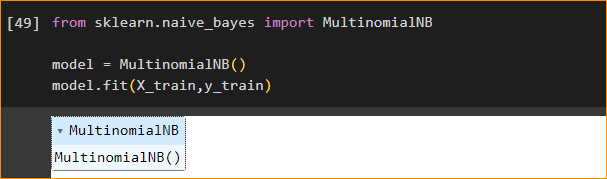 [49] from sklearn.naive_bayes import MultinomialNB
model = MultinomialNB()
model.fit(X_train,y_train)
▾ MultinomialNB
MultinomialNB()